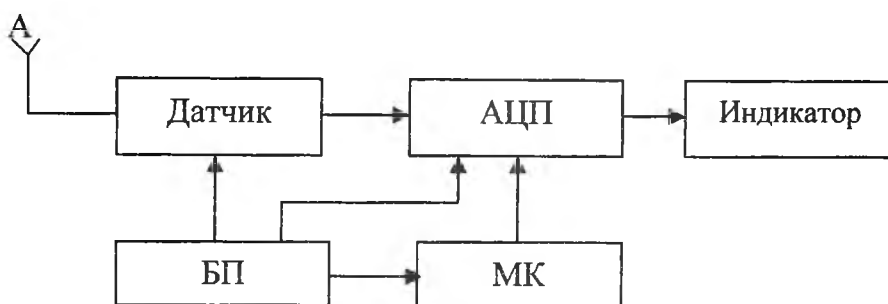 А
Датчик
АЦП
Индикатор
БП
МК